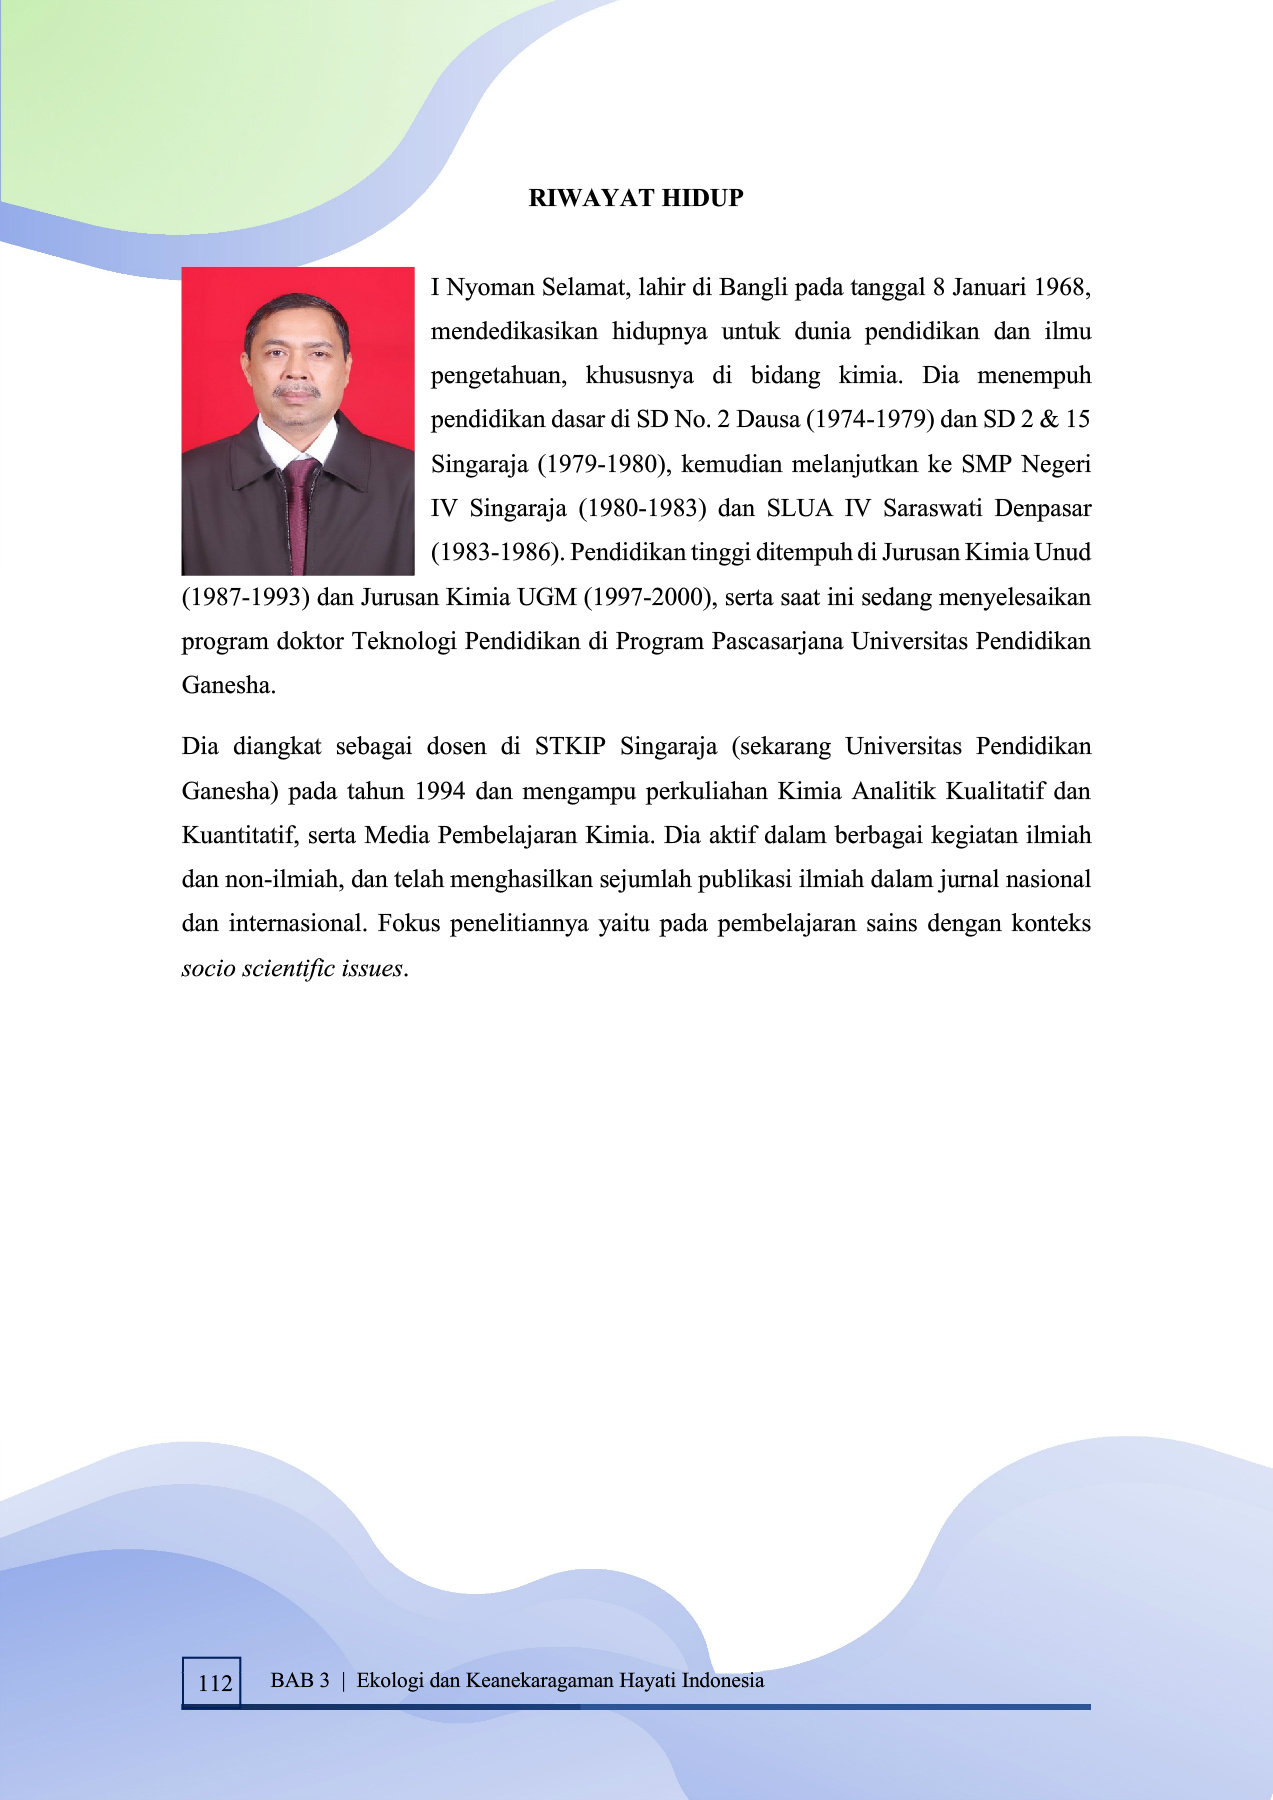 RIWAYAT HIDUP
I Nyoman Selamat, lahir di Bangli pada tanggal 8 Januari 1968,
mendedikasikan hidupnya untuk dunia pendidikan dan ilmu
pengetahuan, khususnya di bidang kimia. Dia menempuh
pendidikan dasar di SD No. 2 Dausa (1974-1979) dan SD 2 & 15
Singaraja (1979-1980), kemudian melanjutkan ke SMP Negeri
IV Singaraja (1980-1983) dan SLUA IV Saraswati Denpasar
(1983-1986). Pendidikan tinggi ditempuh di Jurusan Kimia Unud
(1987-1993) dan Jurusan Kimia UGM (1997-2000), serta saat ini sedang menyelesaikan
program doktor Teknologi Pendidikan di Program Pascasarjana Universitas Pendidikan
Ganesha.
Dia diangkat sebagai dosen di STKIP Singaraja (sekarang Universitas Pendidikan
Ganesha) pada tahun 1994 dan mengampu perkuliahan Kimia Analitik Kualitatif dan
Kuantitatif, serta Media Pembelajaran Kimia. Dia aktif dalam berbagai kegiatan ilmiah
dan non-ilmiah, dan telah menghasilkan sejumlah publikasi ilmiah dalam jurnal nasional
dan internasional. Fokus penelitiannya yaitu pada pembelajaran sains dengan konteks
socio scientific issues.
112 BAB 3 | Ekologi dan Keanekaragaman Hayati Indonesia